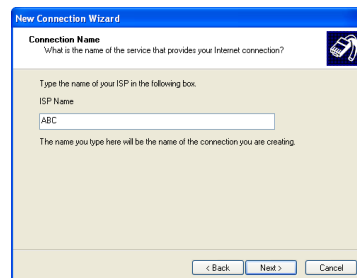 New Connection Wizard
Connection Name
What is the name of the service that provides your Internet connection?
Type the name of your ISP in the following box.
ISP Name
ABC
The name you type here will be the name of the connection you are creating.
< Back
Next >
Cancel